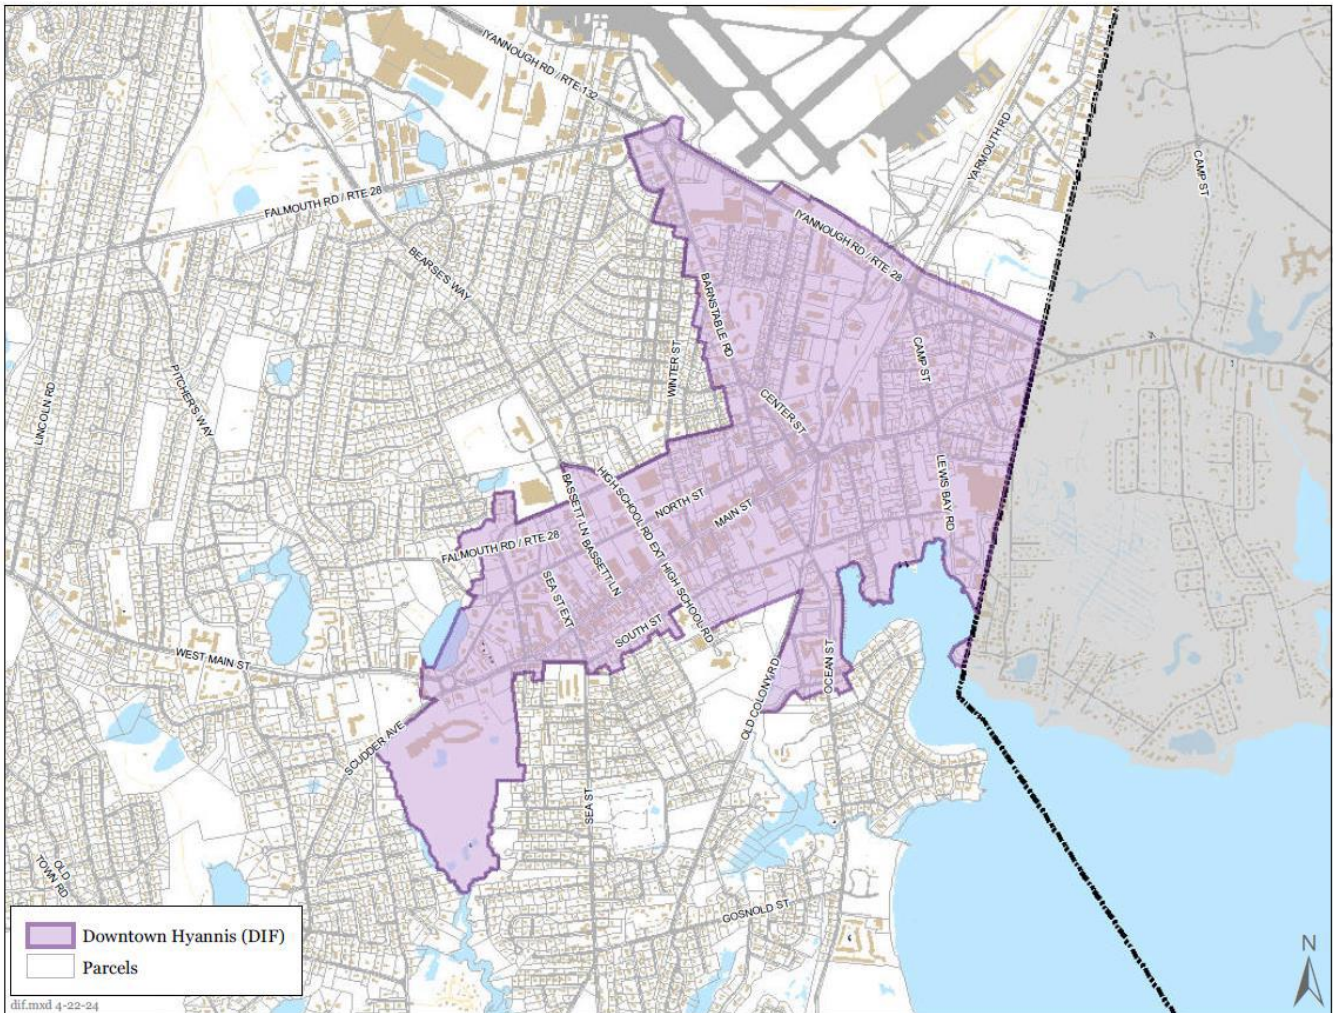 IYANNOUGH RD / RTE 132
YARMOUTH RD
CAMP ST
FALMOUTH RD / RTE 28
IYANNOUGH RD / RTE 28
BEARSE'S WAY
BARNSTABLE RD
WINTER ST
CAMP ST
PITCHER'S WAY
LINCOLN RD
CENTER ST
LEWIS BAY RD
HIGH SCHOOL RD EXT
HIGH SCHOOL RD
NORTH ST
MAIN ST
BASSETT LN
BASSETT LN
FALMOUTH RD / RTE 28
SEA ST EXT
SOUTH ST
WEST MAIN ST
OCEAN ST
OLD COLONY RD
SCUDDER AVE
SEA ST
OLD
TOWN RD
GOSNOLD ST
Downtown Hyannis (DIF)
Parcels
N
dif.mxd 4-22-24